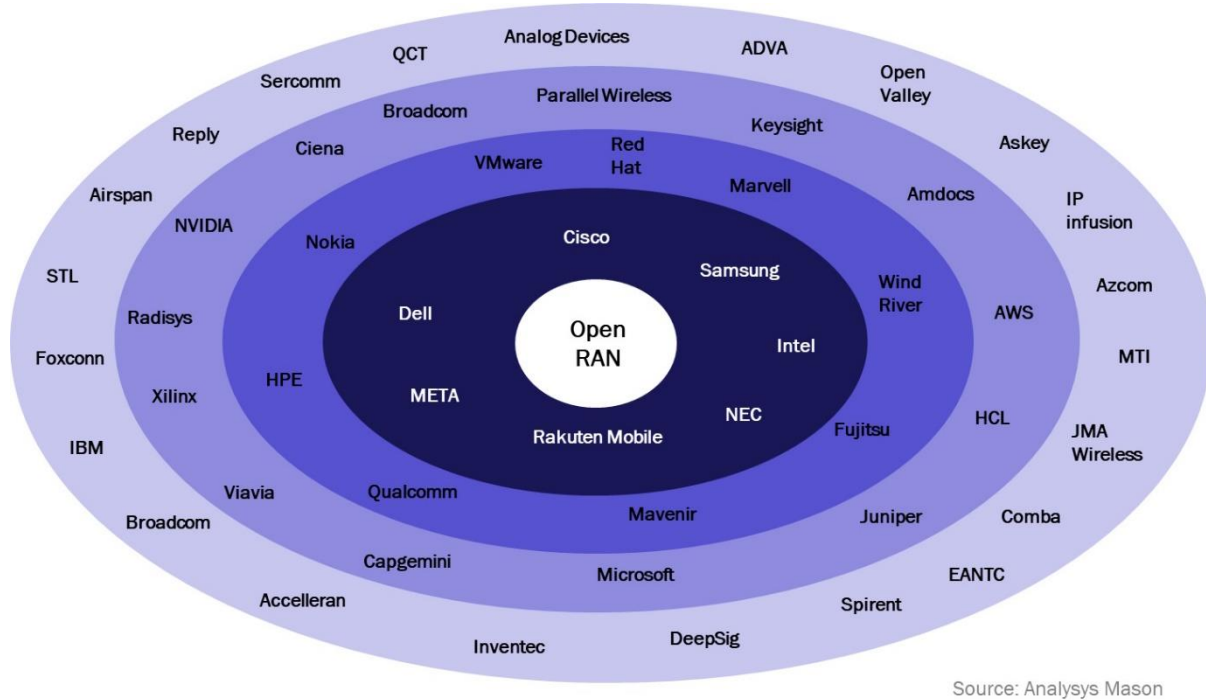 Analog Devices
ADVA
QCT
Open
Valley
Sercomm
Parallel Wireless
Broadcom
Keysight
Reply
Askey
Ciena
VMware
Red
Hat
Marvell
Airspan
Amdocs
IP
infusion
NVIDIA
Nokia
Cisco
STL
Samsung
Wind
River
Azcom
Radisys
Dell
Open
RAN
AWS
Foxconn
Intel
MTI
HPE
Xilinx
META
NEC
HCL
IBM
Rakuten Mobile
Fujitsu
JMA
Wireless
Viavia
Qualcomm
Broadcom
Mavenir
Juniper
Comba
Capgemini
Microsoft
EANTC
Accelleran
Spirent
Inventec
DeepSig
Source: Analysys Mason